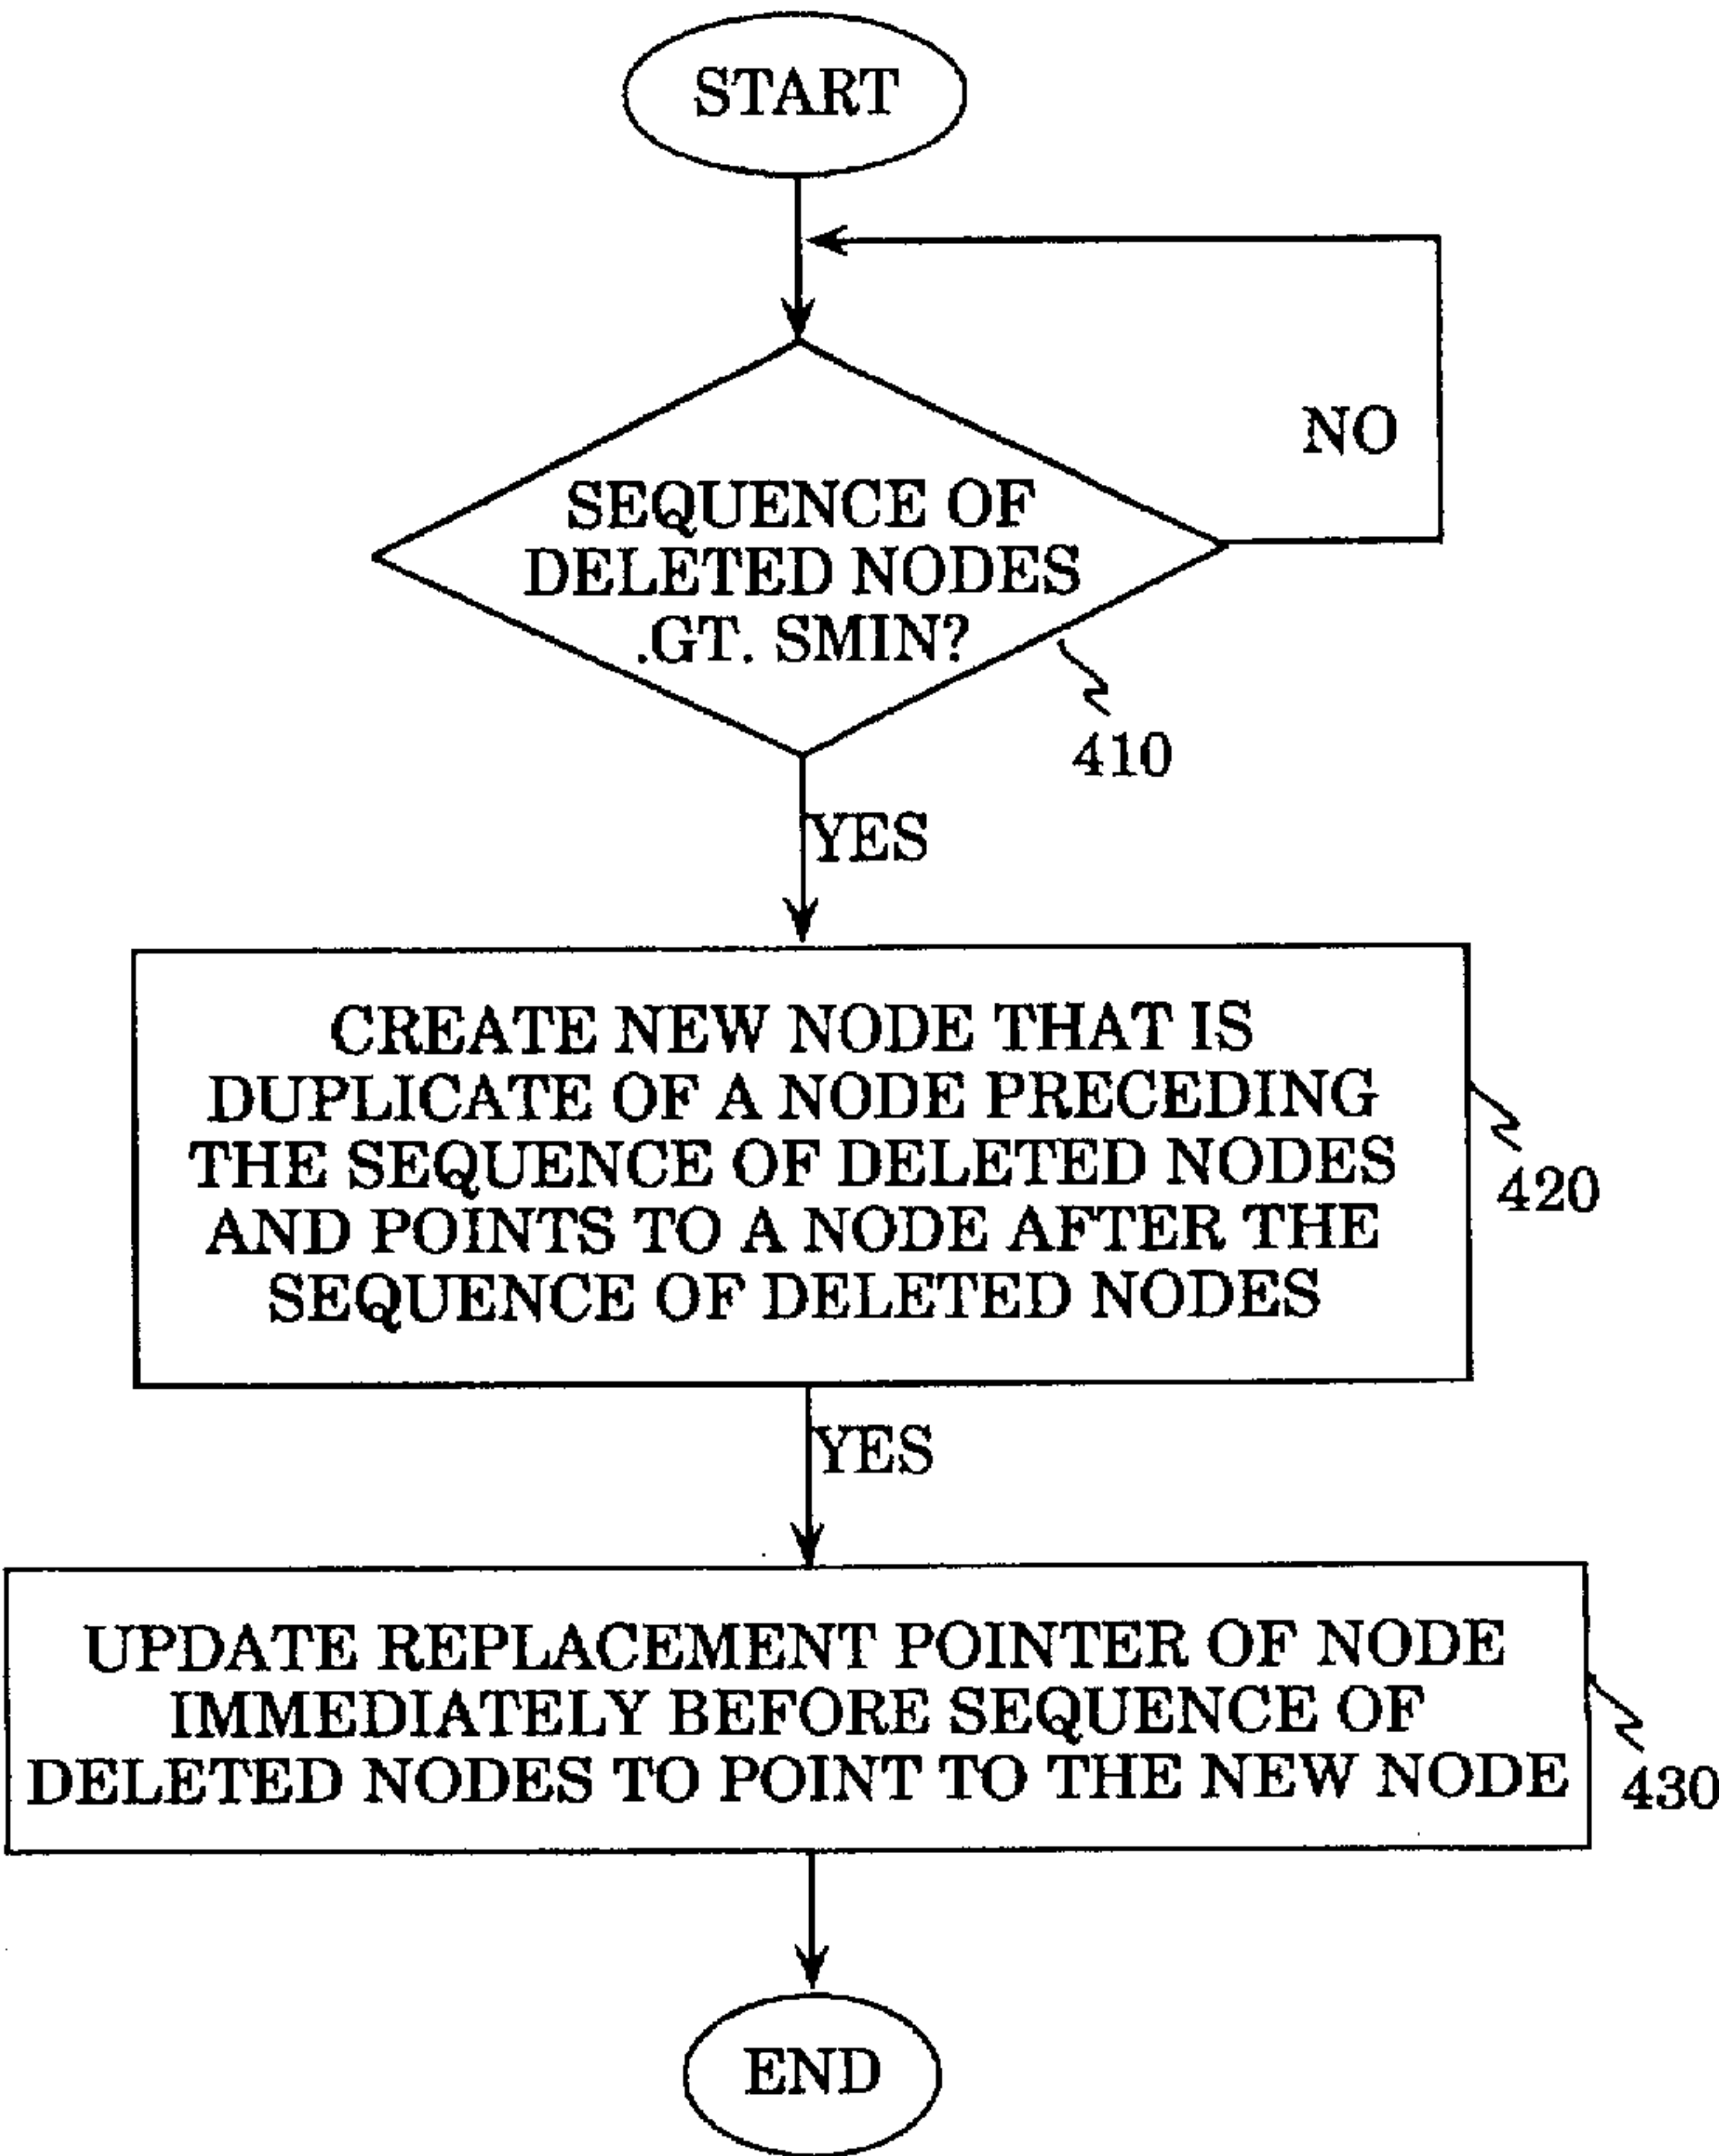 START
NO
SEQUENCE OF
DELETED NODES
.GT. SMIN?
410
YES
CREATE NEW NODE THAT IS
DUPLICATE OF A NODE PRECEDING
THE SEQUENCE OF DELETED NODES
AND POINTS TO A NODE AFTER THE
SEQUENCE OF DELETED NODES
420
YES
UPDATE REPLACEMENT POINTER OF NODE
IMMEDIATELY BEFORE SEQUENCE OF
DELETED NODES TO POINT TO THE NEW NODE
430
END